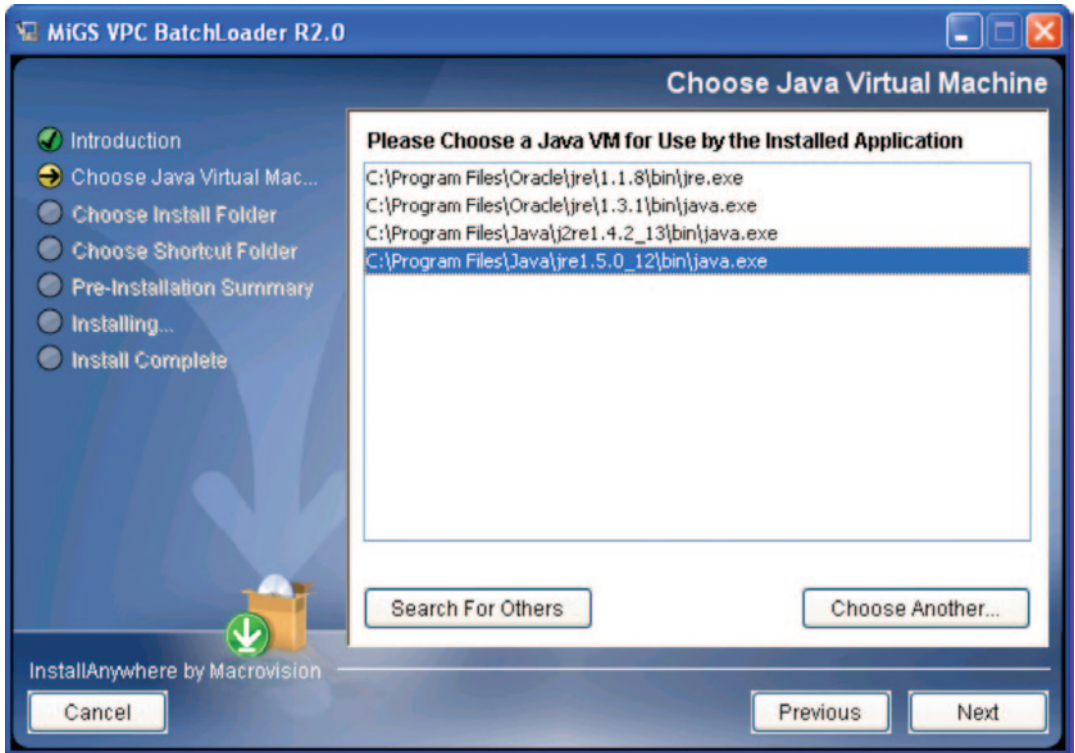 MiGS VPC BatchLoader R2.0
Choose Java Virtual Machine
Introduction
Choose Java Virtual Mac...
Choose Install Folder
Choose Shortcut Folder
Pre-Installation Summary
Installing...
Install Complete
Please Choose a Java VM for Use by the Installed Application
C:\Program Files\Oracle\jre\1.1.8\bin\jre.exe
C:\Program Files\Oracle\jre\1.3.1\bin\java.exe
C:\Program Files\Java\j2re1.4.2_13\bin\java.exe
C:\Program Files\Java\jre1.5.0_12\bin\java.exe
Search For Others
Choose Another...
InstallAnywhere by Macrovision
Cancel
Previous
Next